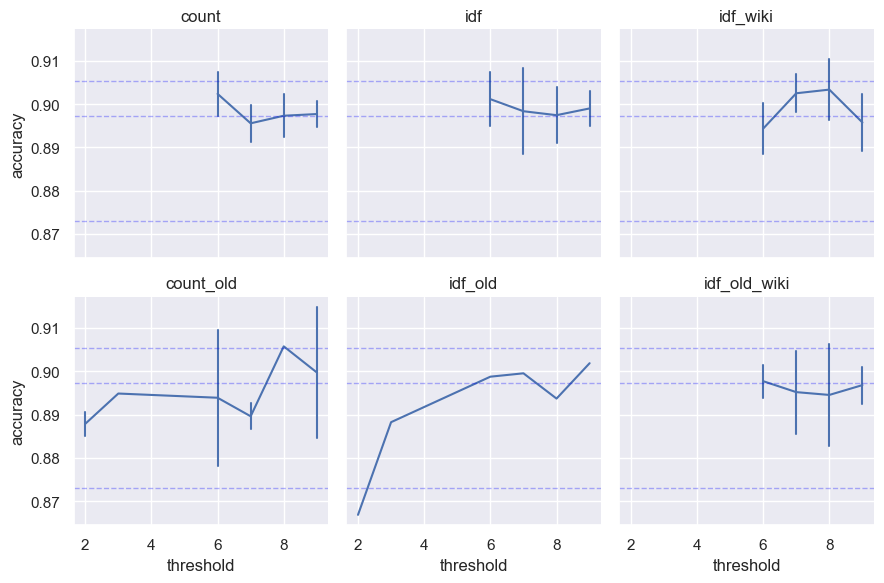 count idf idf_wiki
0.91
0.90
0.89
0.88
0.87
accuracy
count_old idf_old idf_old_wiki
0.91
0.90
0.89
0.88
0.87
accuracy
2 4 6 8 2 4 6 8 2 4 6 8
threshold threshold threshold